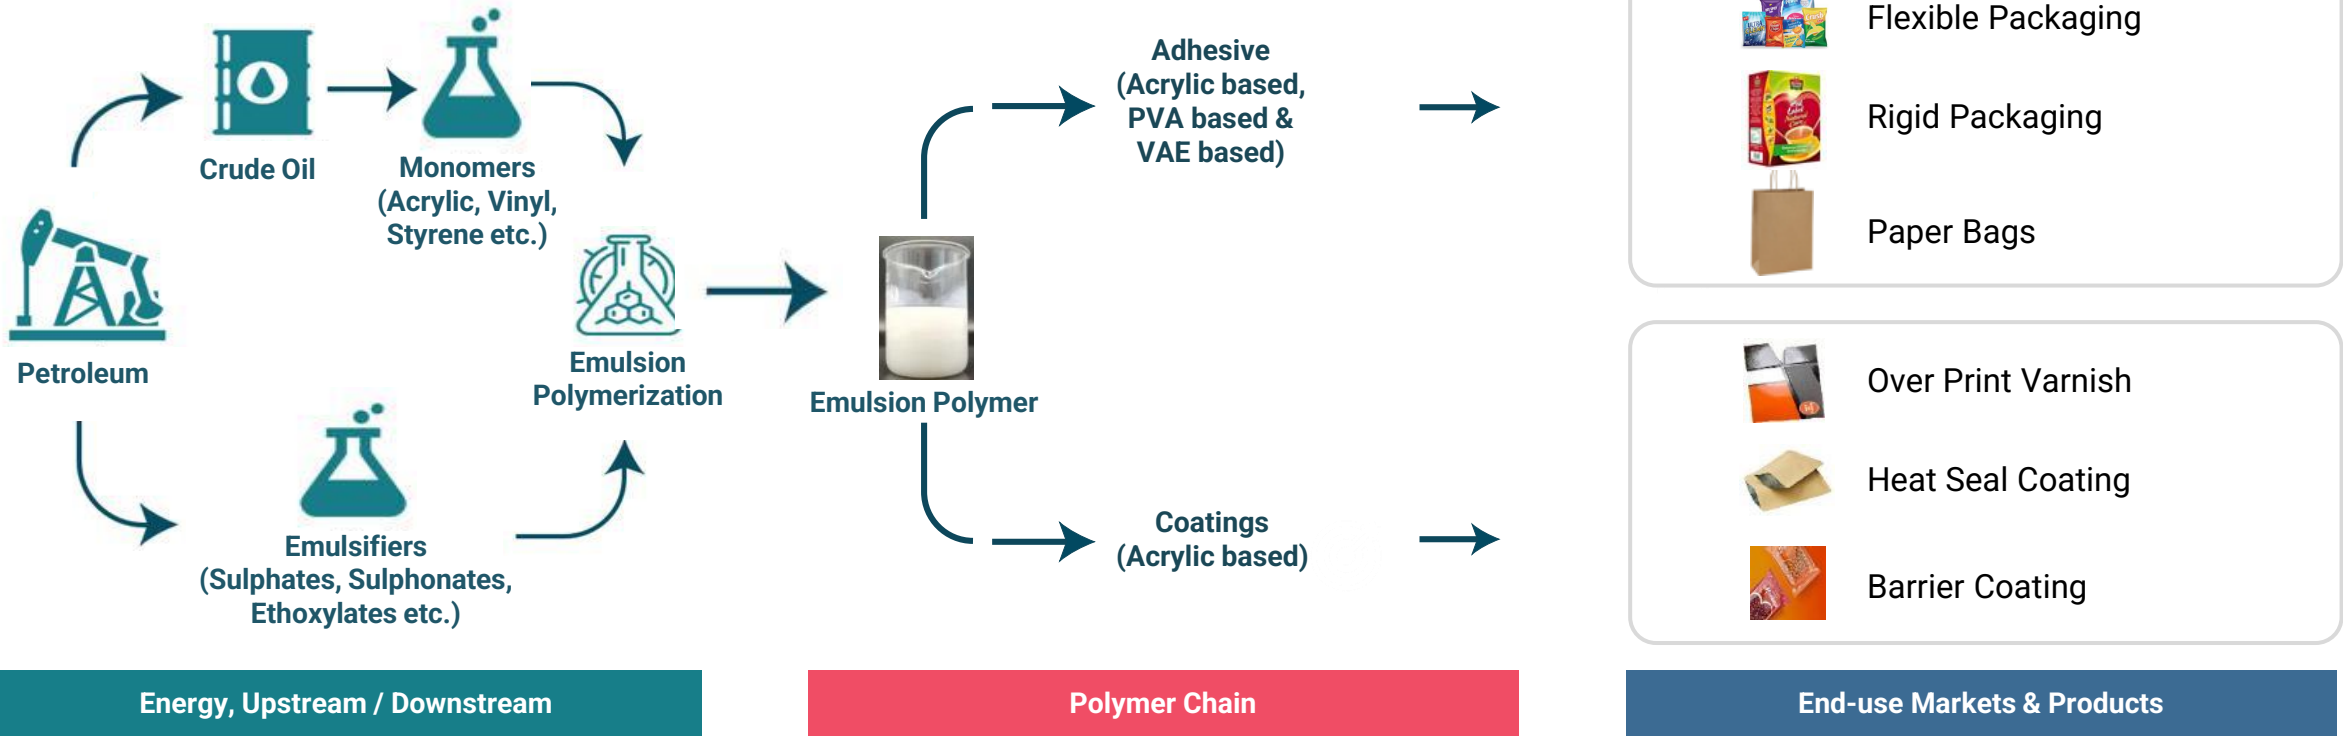 Crude Oil
Monomers
(Acrylic, Vinyl,
Styrene etc.)
Petroleum
Emulsion
Polymerization
Emulsifiers
(Sulphates, Sulphonates,
Ethoxylates etc.)
Energy, Upstream / Downstream
Emulsion Polymer
Adhesive
(Acrylic based,
PVA based &
VAE based)
Coatings
(Acrylic based)
Polymer Chain
Flexible Packaging
Rigid Packaging
Paper Bags
Over Print Varnish
Heat Seal Coating
Barrier Coating
End-use Markets & Products